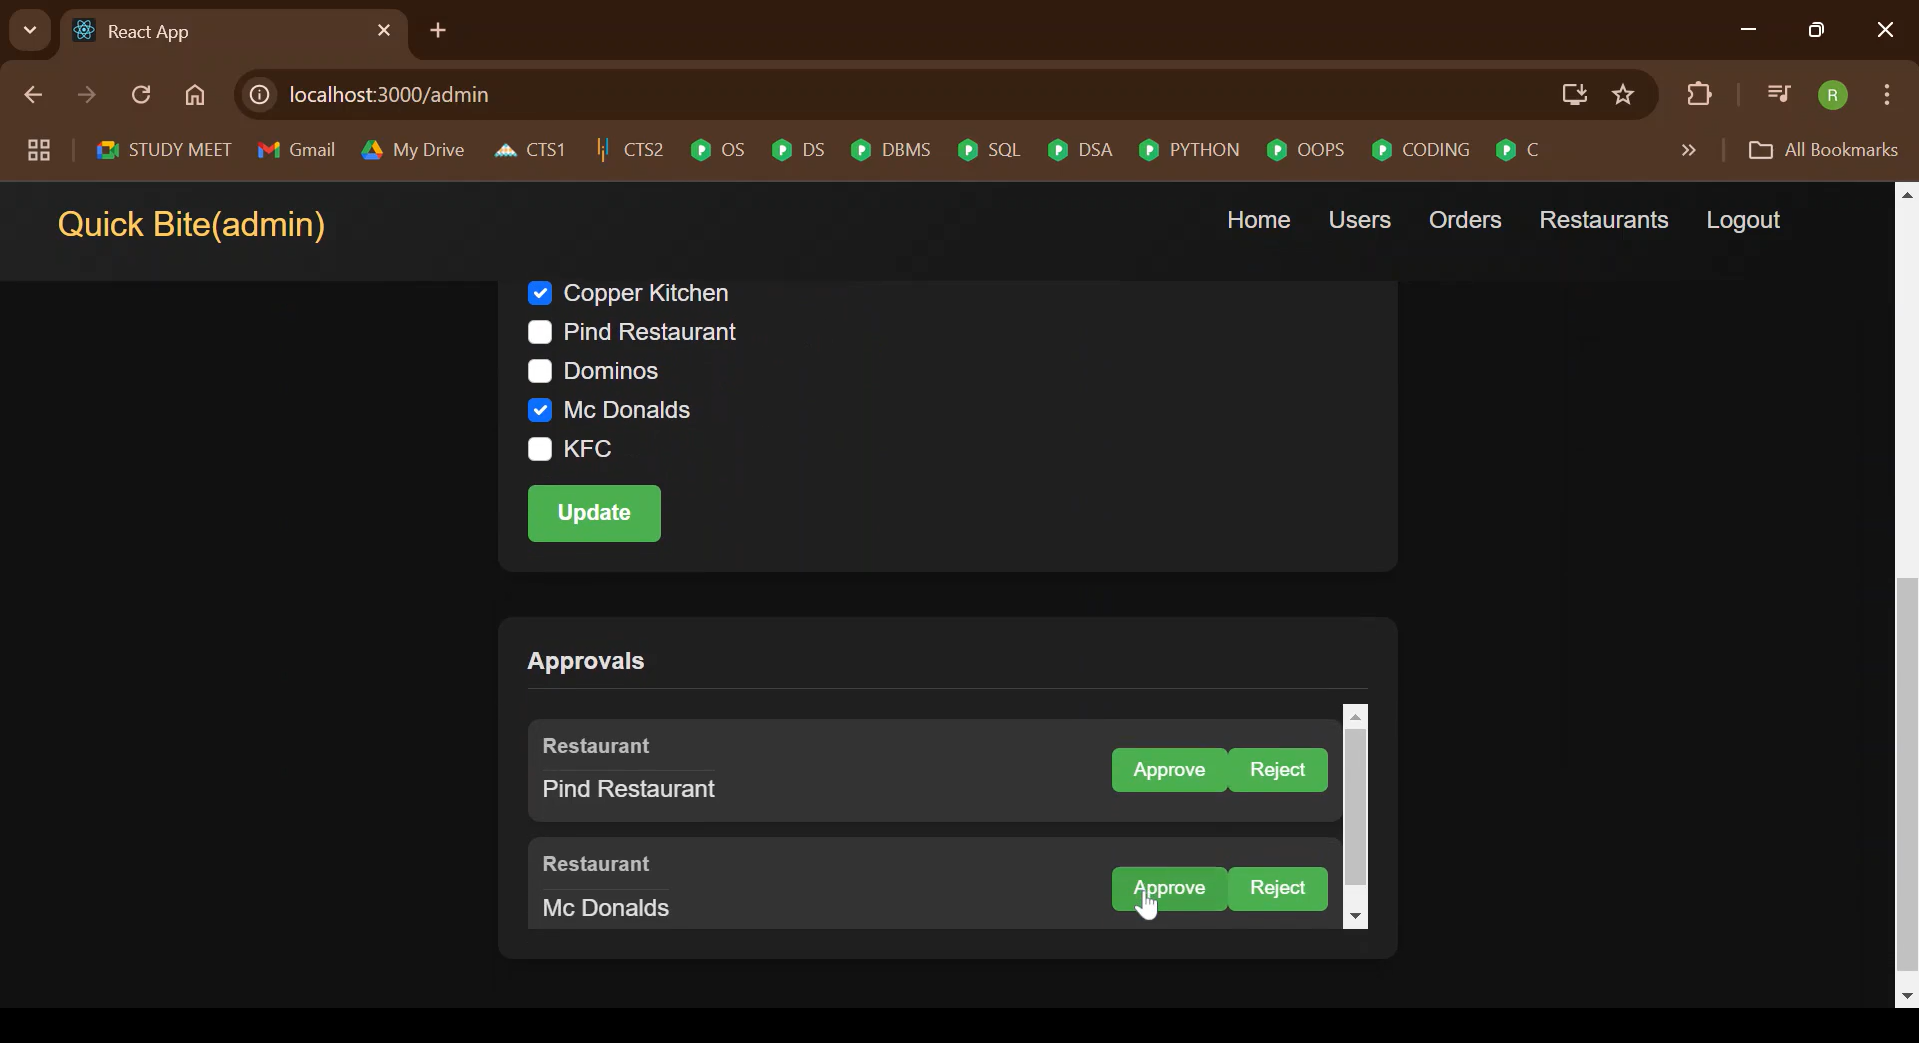 React App
localhost:3000/admin
R
STUDY MEET Gmail My Drive CTS1 CTS2 OS DS DBMS SQL DSA PYTHON OOPS CODING C All Bookmarks
Quick Bite(admin) Home Users Orders Restaurants Logout
Copper Kitchen
Pind Restaurant
Dominos
Mc Donalds
KFC
Update
Approvals
Restaurant
Pind Restaurant
Approve Reject
Restaurant
Mc Donalds
Approve Reject